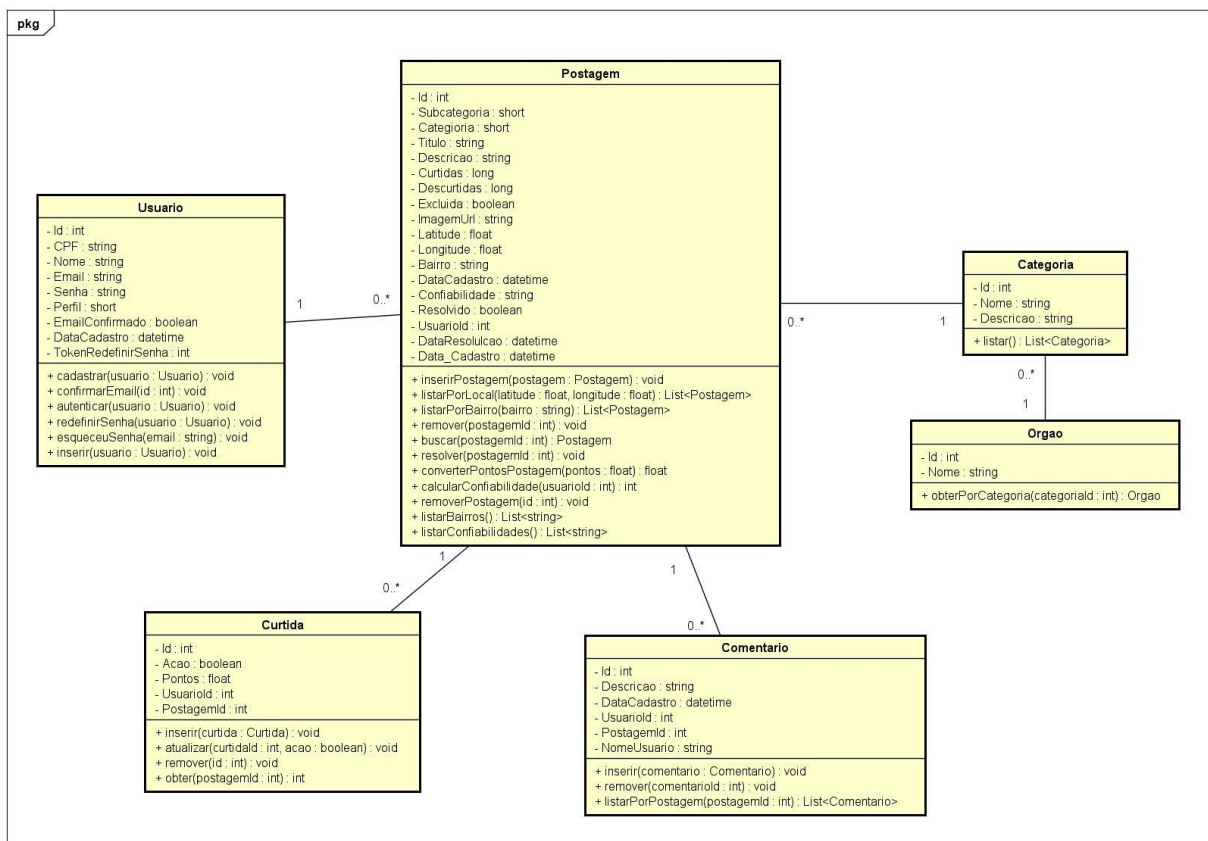 pkg
Postagem
- Id : int
- Subcategoria : short
- Categioria : short
- Titulo : string
- Descricao : string
- Curtidas : long
- Descurtidas : long
- Excluida : boolean
- ImagemUrl : string
- Latitude : float
- Longitude : float
- Bairro : string
- DataCadastro : datetime
- Confiabilidade : string
- Resolvido : boolean
- UsuarioId : int
- DataResolulcao : datetime
- Data_Cadastro : datetime
+ inserirPostagem(postagem : Postagem) : void
+ listarPorLocal(latitude : float, longitude : float) : List<Postagem>
+ listarPorBairro(bairro : string) : List<Postagem>
+ remover(postagemId : int) : void
+ buscar(postagemId : int) : Postagem
+ resolver(postagemId : int) : void
+ converterPontosPostagem(pontos : float) : float
+ calcularConfiabilidade(usuarioId : int) : int
+ removerPostagem(id : int) : void
+ listarBairros() : List<string>
+ listarConfiabilidades() : List<string>
Usuario
- Id : int
- CPF : string
- Nome : string
- Email : string
- Senha : string
- Perfil : short
- EmailConfirmado : boolean
- DataCadastro : datetime
- TokenRedefinirSenha : int
+ cadastrar(usuario : Usuario) : void
+ confirmarEmail(id : int) : void
+ autenticar(usuario : Usuario) : void
+ redefinirSenha(usuario : Usuario) : void
+ esqueceuSenha(email : string) : void
+ inserir(usuario : Usuario) : void
1
0..*
Categoria
- Id : int
- Nome : string
- Descricao : string
+ listar() : List<Categoria>
0..*
1
0..*
1
Orgao
- Id : int
- Nome : string
+ obterPorCategoria(categoriaId : int) : Orgao
1
0..*
1
0..*
Curtida
- Id : int
- Acao : boolean
- Pontos : float
- UsuarioId : int
- PostagemId : int
+ inserir(curtida : Curtida) : void
+ atualizar(curtidaId : int, acao : boolean) : void
+ remover(id : int) : void
+ obter(postagemId : int) : int
Comentario
- Id : int
- Descricao : string
- DataCadastro : datetime
- UsuarioId : int
- PostagemId : int
- NomeUsuario : string
+ inserir(comentario : Comentario) : void
+ remover(comentarioId : int) : void
+ listarPorPostagem(postagemId : int) : List<Comentario>